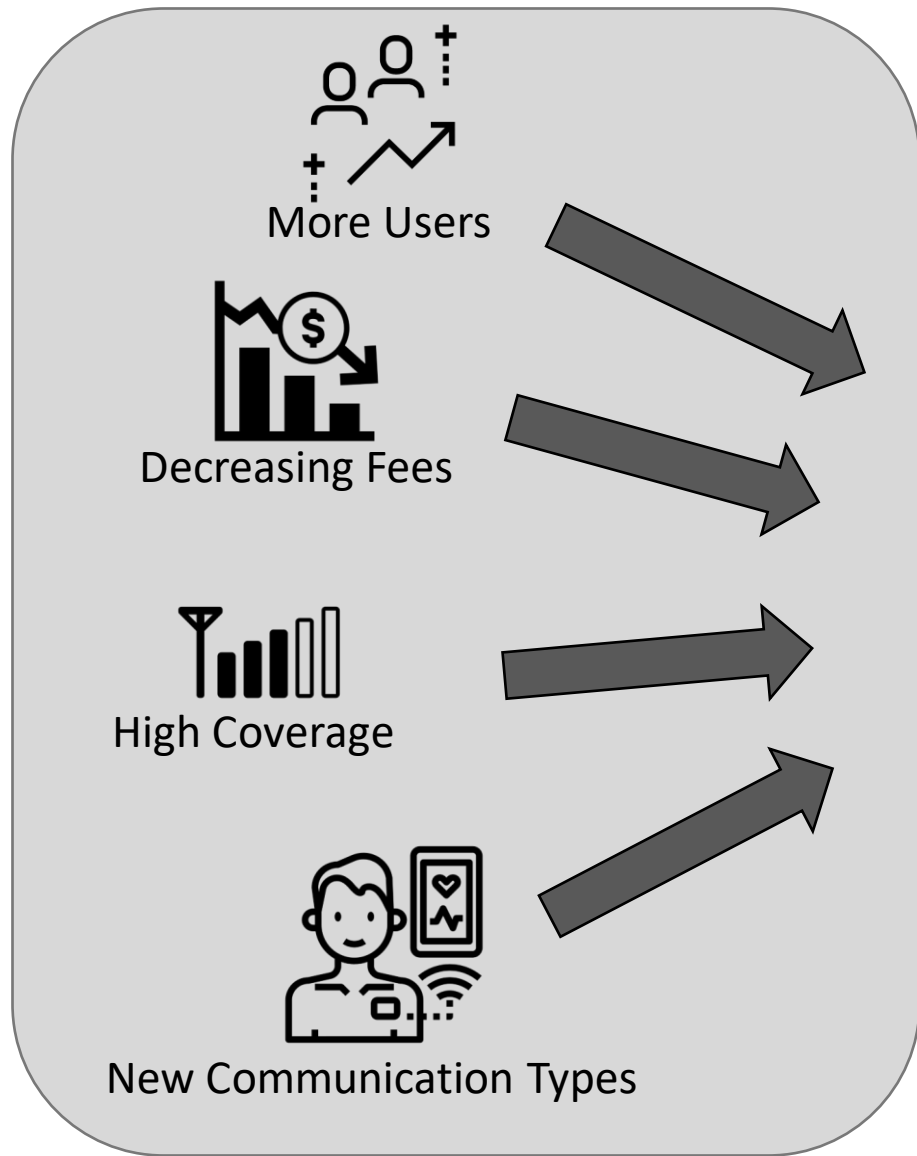 More Users
$
Decreasing Fees
High Coverage
New Communication Types